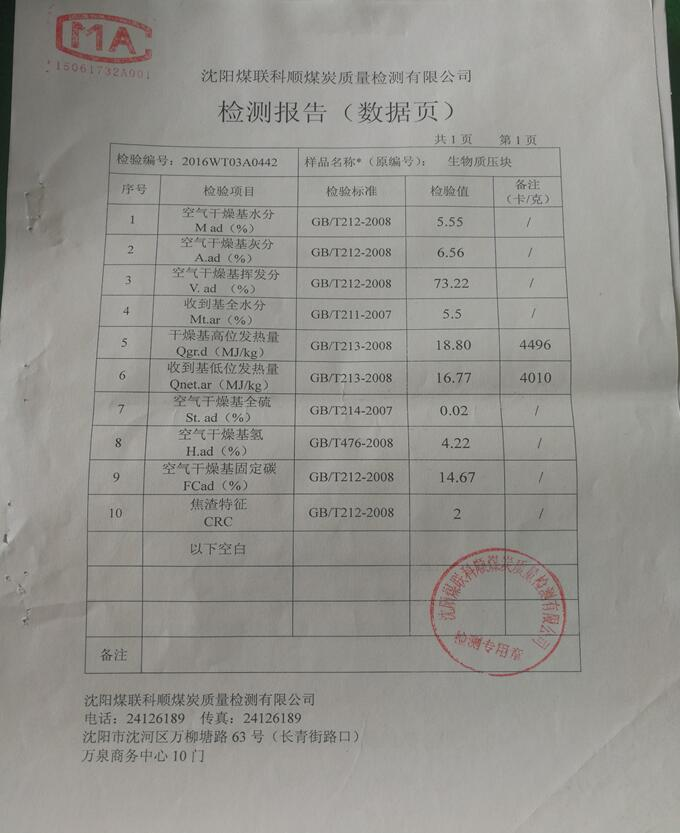 MA
15061732A001
沈阳煤联科顺煤炭质量检测有限公司
检测报告（数据页）
共 1 页 第 1 页
检验编号：2016WT03A0442 样品名称*（原编号）： 生物质压块
序号 检验项目 检验标准 检验值 备注（卡/克）
1 空气干燥基水分 M ad（%） GB/T212-2008 5.55 /
2 空气干燥基灰分 A.ad（%） GB/T212-2008 6.56 /
3 空气干燥基挥发分 V. ad （%） GB/T212-2008 73.22 /
4 收到基全水分 Mt.ar（%） GB/T211-2007 5.5 /
5 干燥基高位发热量 Qgr.d（MJ/kg） GB/T213-2008 18.80 4496
6 收到基低位发热量 Qnet.ar（MJ/kg） GB/T213-2008 16.77 4010
7 空气干燥基全硫 St. ad（%） GB/T214-2007 0.02 /
8 空气干燥基氢 H.ad（%） GB/T476-2008 4.22 /
9 空气干燥基固定碳 FCad（%） GB/T212-2008 14.67 /
10 焦渣特征 CRC GB/T212-2008 2 /
以下空白
备注
沈阳煤联科顺煤炭质量检测有限公司
检测专用章
沈阳煤联科顺煤炭质量检测有限公司
电话：24126189 传真：24126189
沈阳市沈河区万柳塘路 63 号（长青街路口）
万泉商务中心 10 门